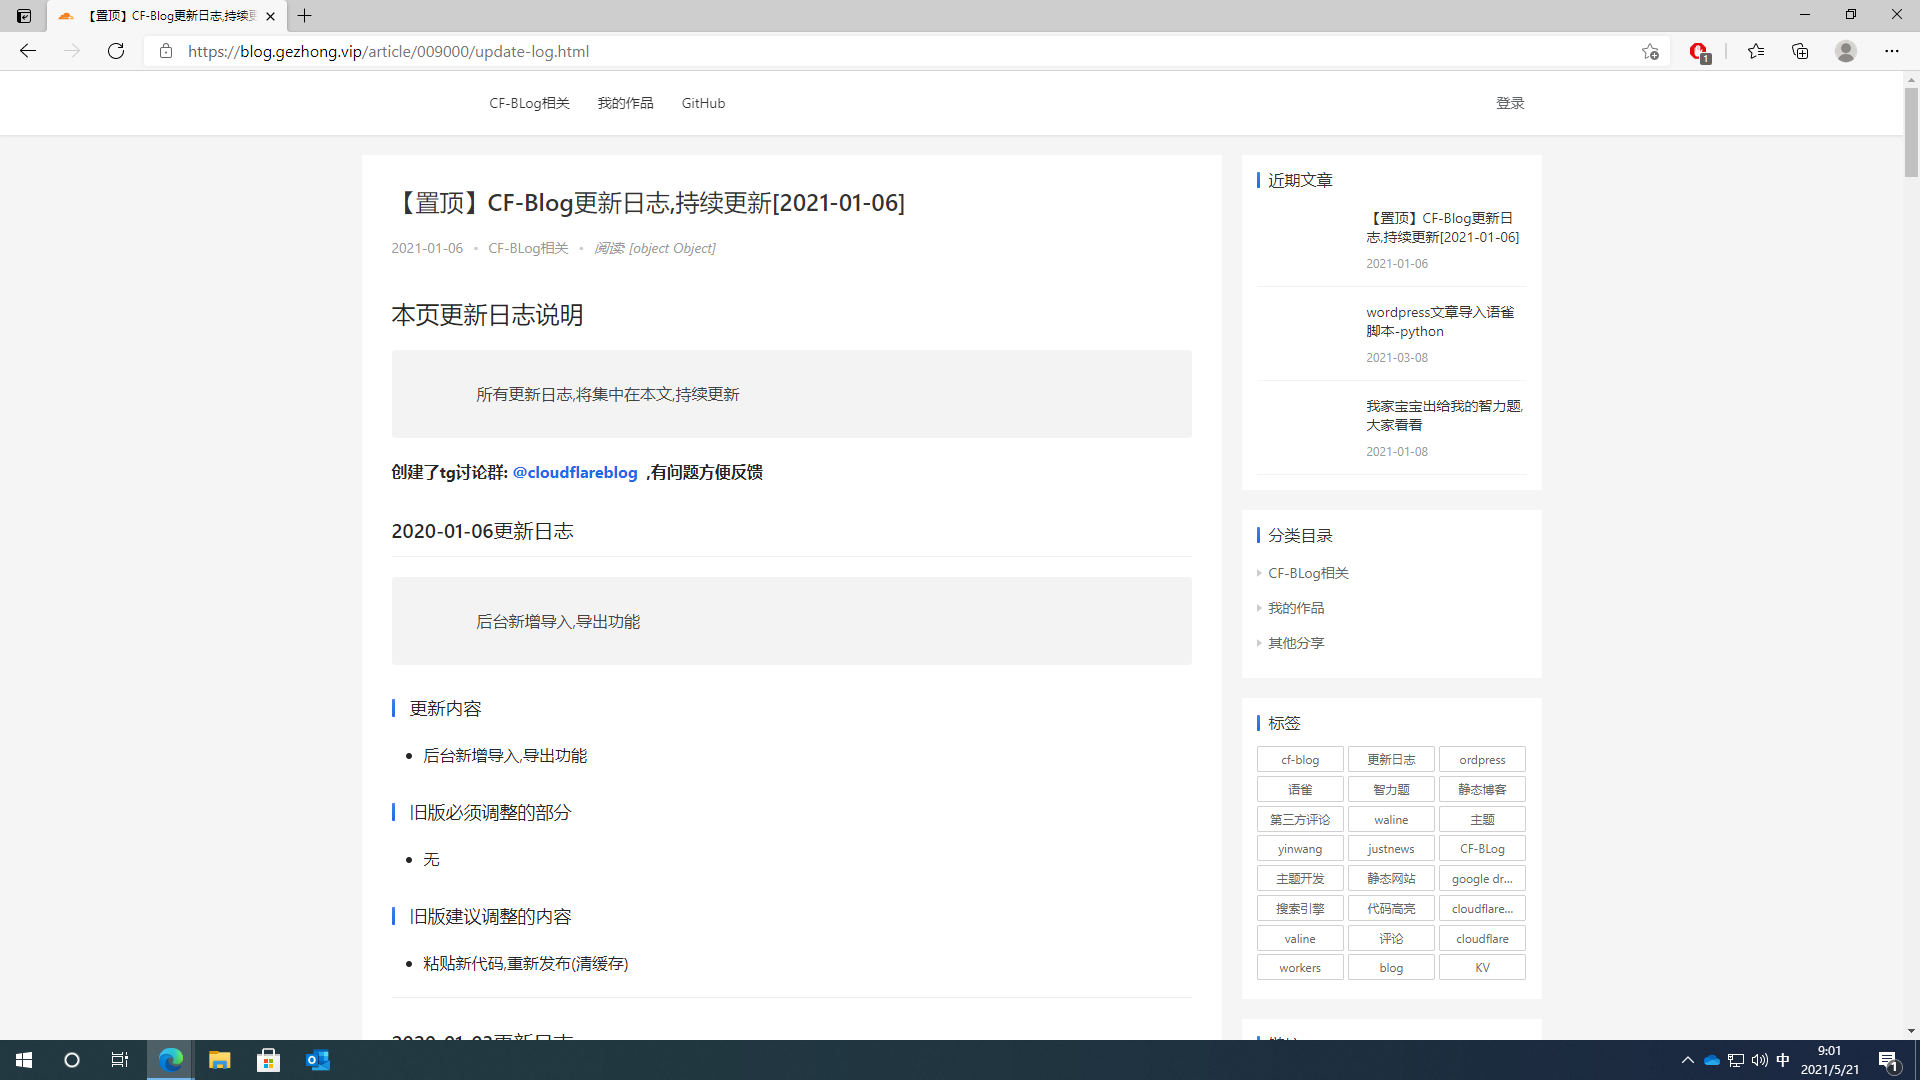 【置顶】CF-Blog更新日志,持续更
https://blog.gezhong.vip/article/009000/update-log.html
1
CF-BLog相关
我的作品
GitHub
登录
【置顶】CF-Blog更新日志,持续更新[2021-01-06]
2021-01-06
CF-BLog相关
阅读: [object Object]
本页更新日志说明
所有更新日志,将集中在本文,持续更新
创建了tg讨论群: @cloudflareblog ,有问题方便反馈
2020-01-06更新日志
后台新增导入,导出功能
更新内容
后台新增导入,导出功能
旧版必须调整的部分
无
旧版建议调整的内容
粘贴新代码,重新发布(清缓存)
2020-01-03更新日志
近期文章
【置顶】CF-Blog更新日
志,持续更新[2021-01-06]
2021-01-06
wordpress文章导入语雀
脚本-python
2021-03-08
我家宝宝出给我的智力题,
大家看看
2021-01-08
分类目录
CF-BLog相关
我的作品
其他分享
标签
cf-blog
更新日志
ordpress
语雀
智力题
静态博客
第三方评论
waline
主题
yinwang
justnews
CF-BLog
主题开发
静态网站
google dr...
搜索引擎
代码高亮
cloudflare...
valine
评论
cloudflare
workers
blog
KV
中
9:01
2021/5/21
1